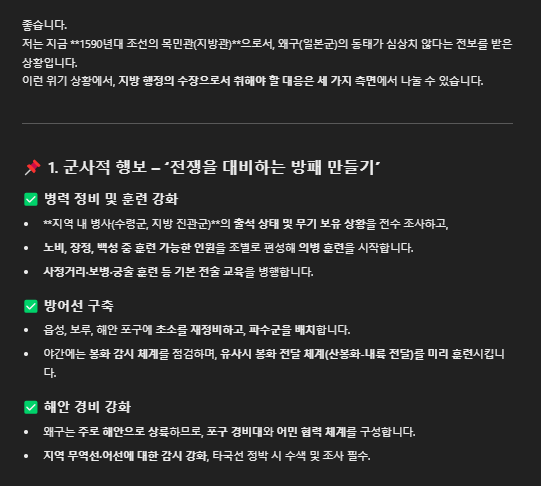 좋습니다.
저는 지금 **1590년대 조선의 목민관(지방관)**으로서, 왜구(일본군)의 동태가 심상치 않다는 전보를 받은
상황입니다.
이런 위기 상황에서, 지방 행정의 수장으로서 취해야 할 대응은 세 가지 측면에서 나눌 수 있습니다.
📌 1. 군사적 행보 – ‘전쟁을 대비하는 방패 만들기’
✅ 병력 정비 및 훈련 강화
• **지역 내 병사(수령군, 지방 진관군)**의 출석 상태 및 무기 보유 상황을 전수 조사하고,
• 노비, 장정, 백성 중 훈련 가능한 인원을 조별로 편성해 의병 훈련을 시작합니다.
• 사정거리·보병·궁술 훈련 등 기본 전술 교육을 병행합니다.
✅ 방어선 구축
• 읍성, 보루, 해안 포구에 초소를 재정비하고, 파수군을 배치합니다.
• 야간에는 봉화 감시 체계를 점검하며, 유사시 봉화 전달 체계(산봉화-내륙 전달)를 미리 훈련시킵니
다.
✅ 해안 경비 강화
• 왜구는 주로 해안으로 상륙하므로, 포구 경비대와 어민 협력 체계를 구성합니다.
• 지역 무역선·어선에 대한 감시 강화, 타국선 정박 시 수색 및 조사 필수.